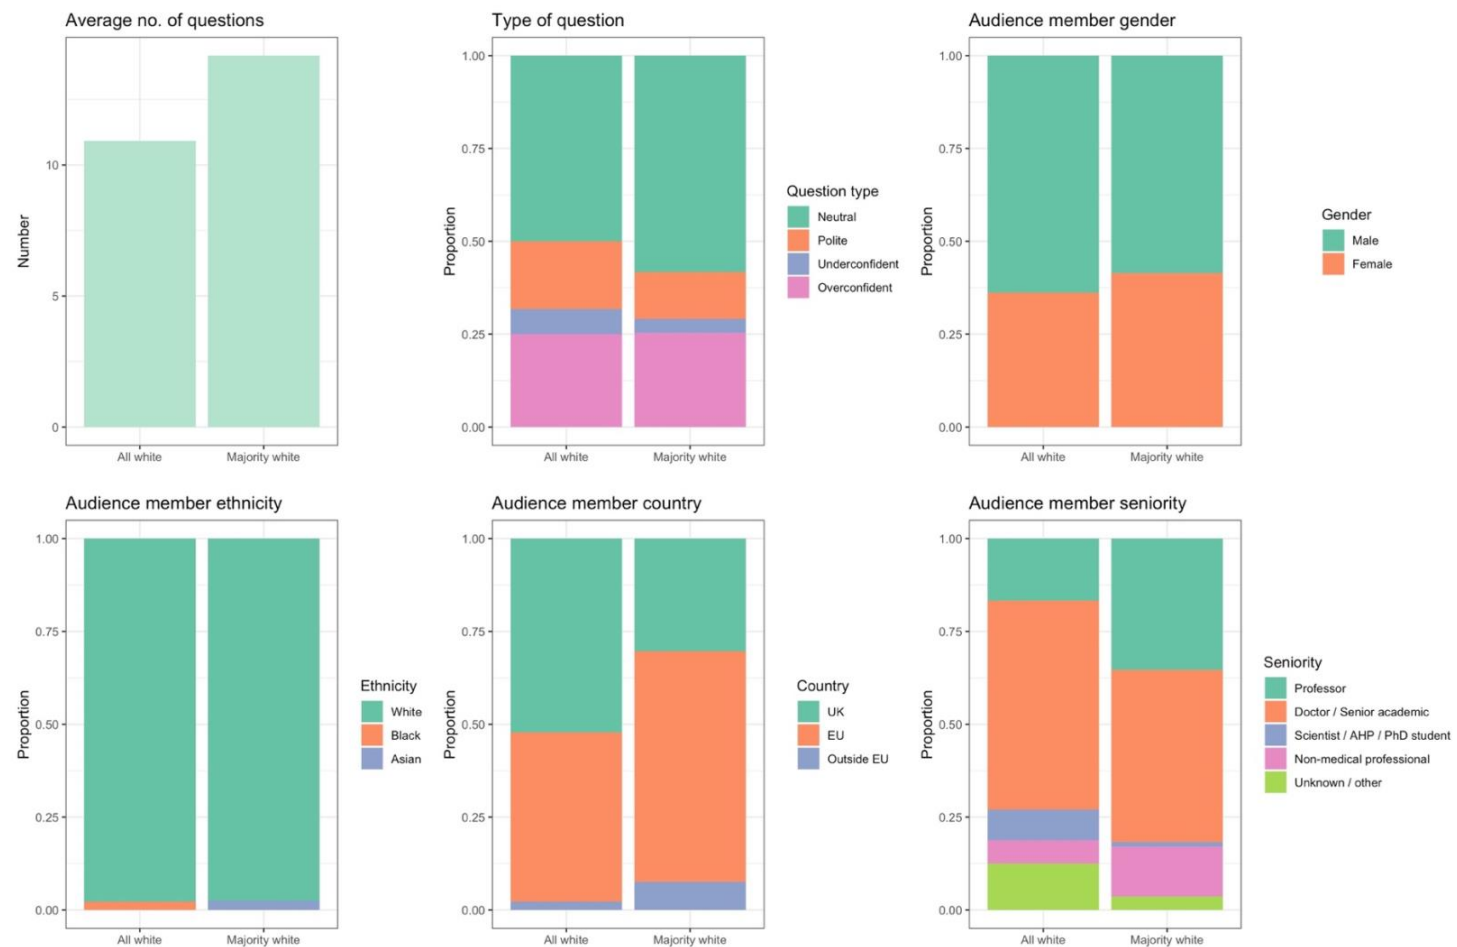 Average no. of questions
Number
10
5
0
All white
Majority white
Type of question
Proportion
1.00
0.75
0.50
0.25
0.00
All white
Majority white
Question type
Neutral
Polite
Underconfident
Overconfident
Audience member gender
Proportion
1.00
0.75
0.50
0.25
0.00
All white
Majority white
Gender
Male
Female
Audience member ethnicity
Proportion
1.00
0.75
0.50
0.25
0.00
All white
Majority white
Ethnicity
White
Black
Asian
Audience member country
Proportion
1.00
0.75
0.50
0.25
0.00
All white
Majority white
Country
UK
EU
Outside EU
Audience member seniority
Proportion
1.00
0.75
0.50
0.25
0.00
All white
Majority white
Seniority
Professor
Doctor / Senior academic
Scientist / AHP / PhD student
Non-medical professional
Unknown / other